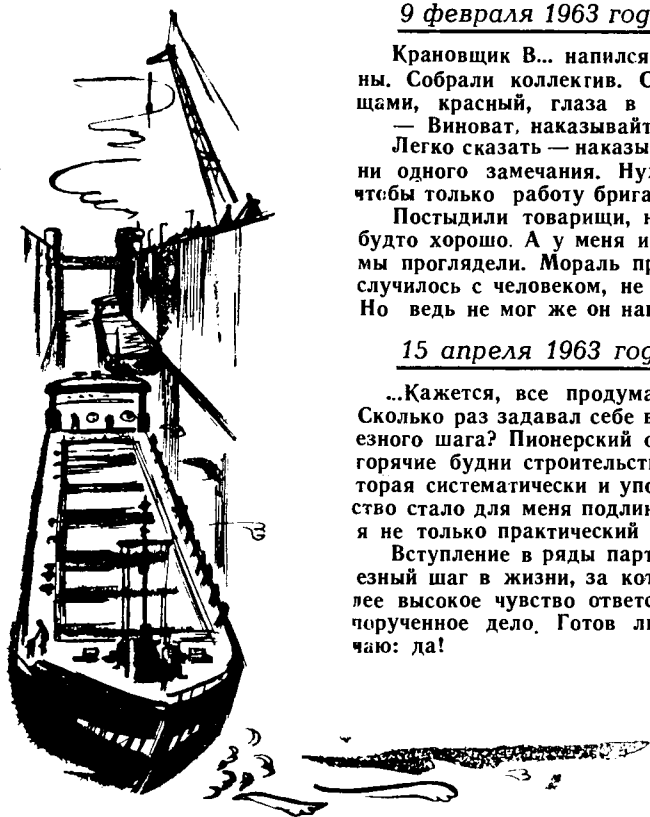 9 февраля 1963 год
Крановщик В... напился
ны. Собрали коллектив. С
щами, красный, глаза в
— Виноват, наказывайт
Легко сказать — наказы
ни одного замечания. Ну
чтобы только работу брига
Постыдили товарищи, н
будто хорошо. А у меня и
мы проглядели. Мораль пр
случилось с человеком, не
Но ведь не мог же он нап
15 апреля 1963 год
...Кажется, все продума
Сколько раз задавал себе в
езного шага? Пионерский о
горячие будни строительст
торая систематически и упо
ство стало для меня подлин
я не только практический
Вступление в ряды парт
езный шаг в жизни, за кот
лее высокое чувство ответс
порученное дело. Готов ли
чаю: да!